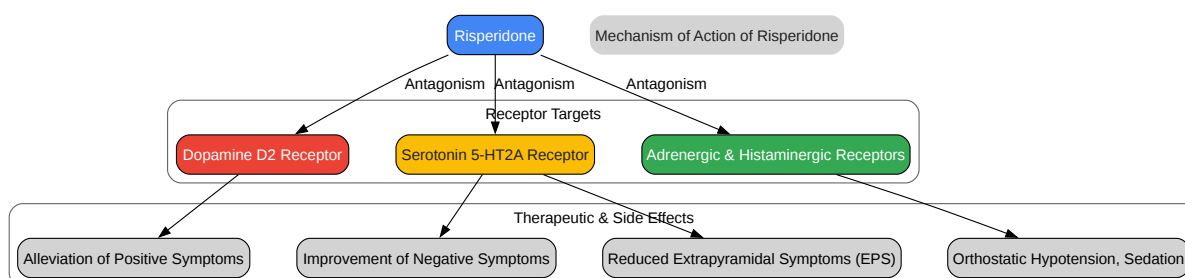 Risperidone
Mechanism of Action of Risperidone
Antagonism
Antagonism
Antagonism
Receptor Targets
Dopamine D2 Receptor
Serotonin 5-HT2A Receptor
Adrenergic & Histaminergic Receptors
Therapeutic & Side Effects
Alleviation of Positive Symptoms
Improvement of Negative Symptoms
Reduced Extrapyramidal Symptoms (EPS)
Orthostatic Hypotension, Sedation